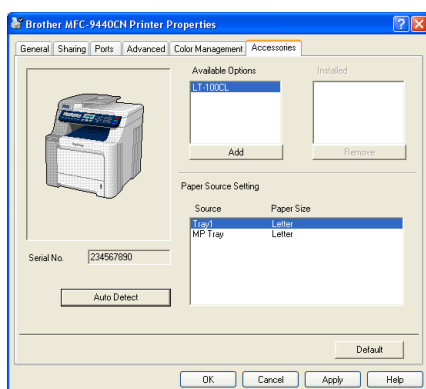 Brother MFC-9440CN Printer Properties
General Sharing Ports Advanced Color Management Accessories
Available Options
Installed
LT-100CL
Add
Remove
Paper Source Setting
Source Paper Size
Tray1 Letter
MP Tray Letter
Serial No. 234567890
Auto Detect
Default
OK Cancel Apply Help